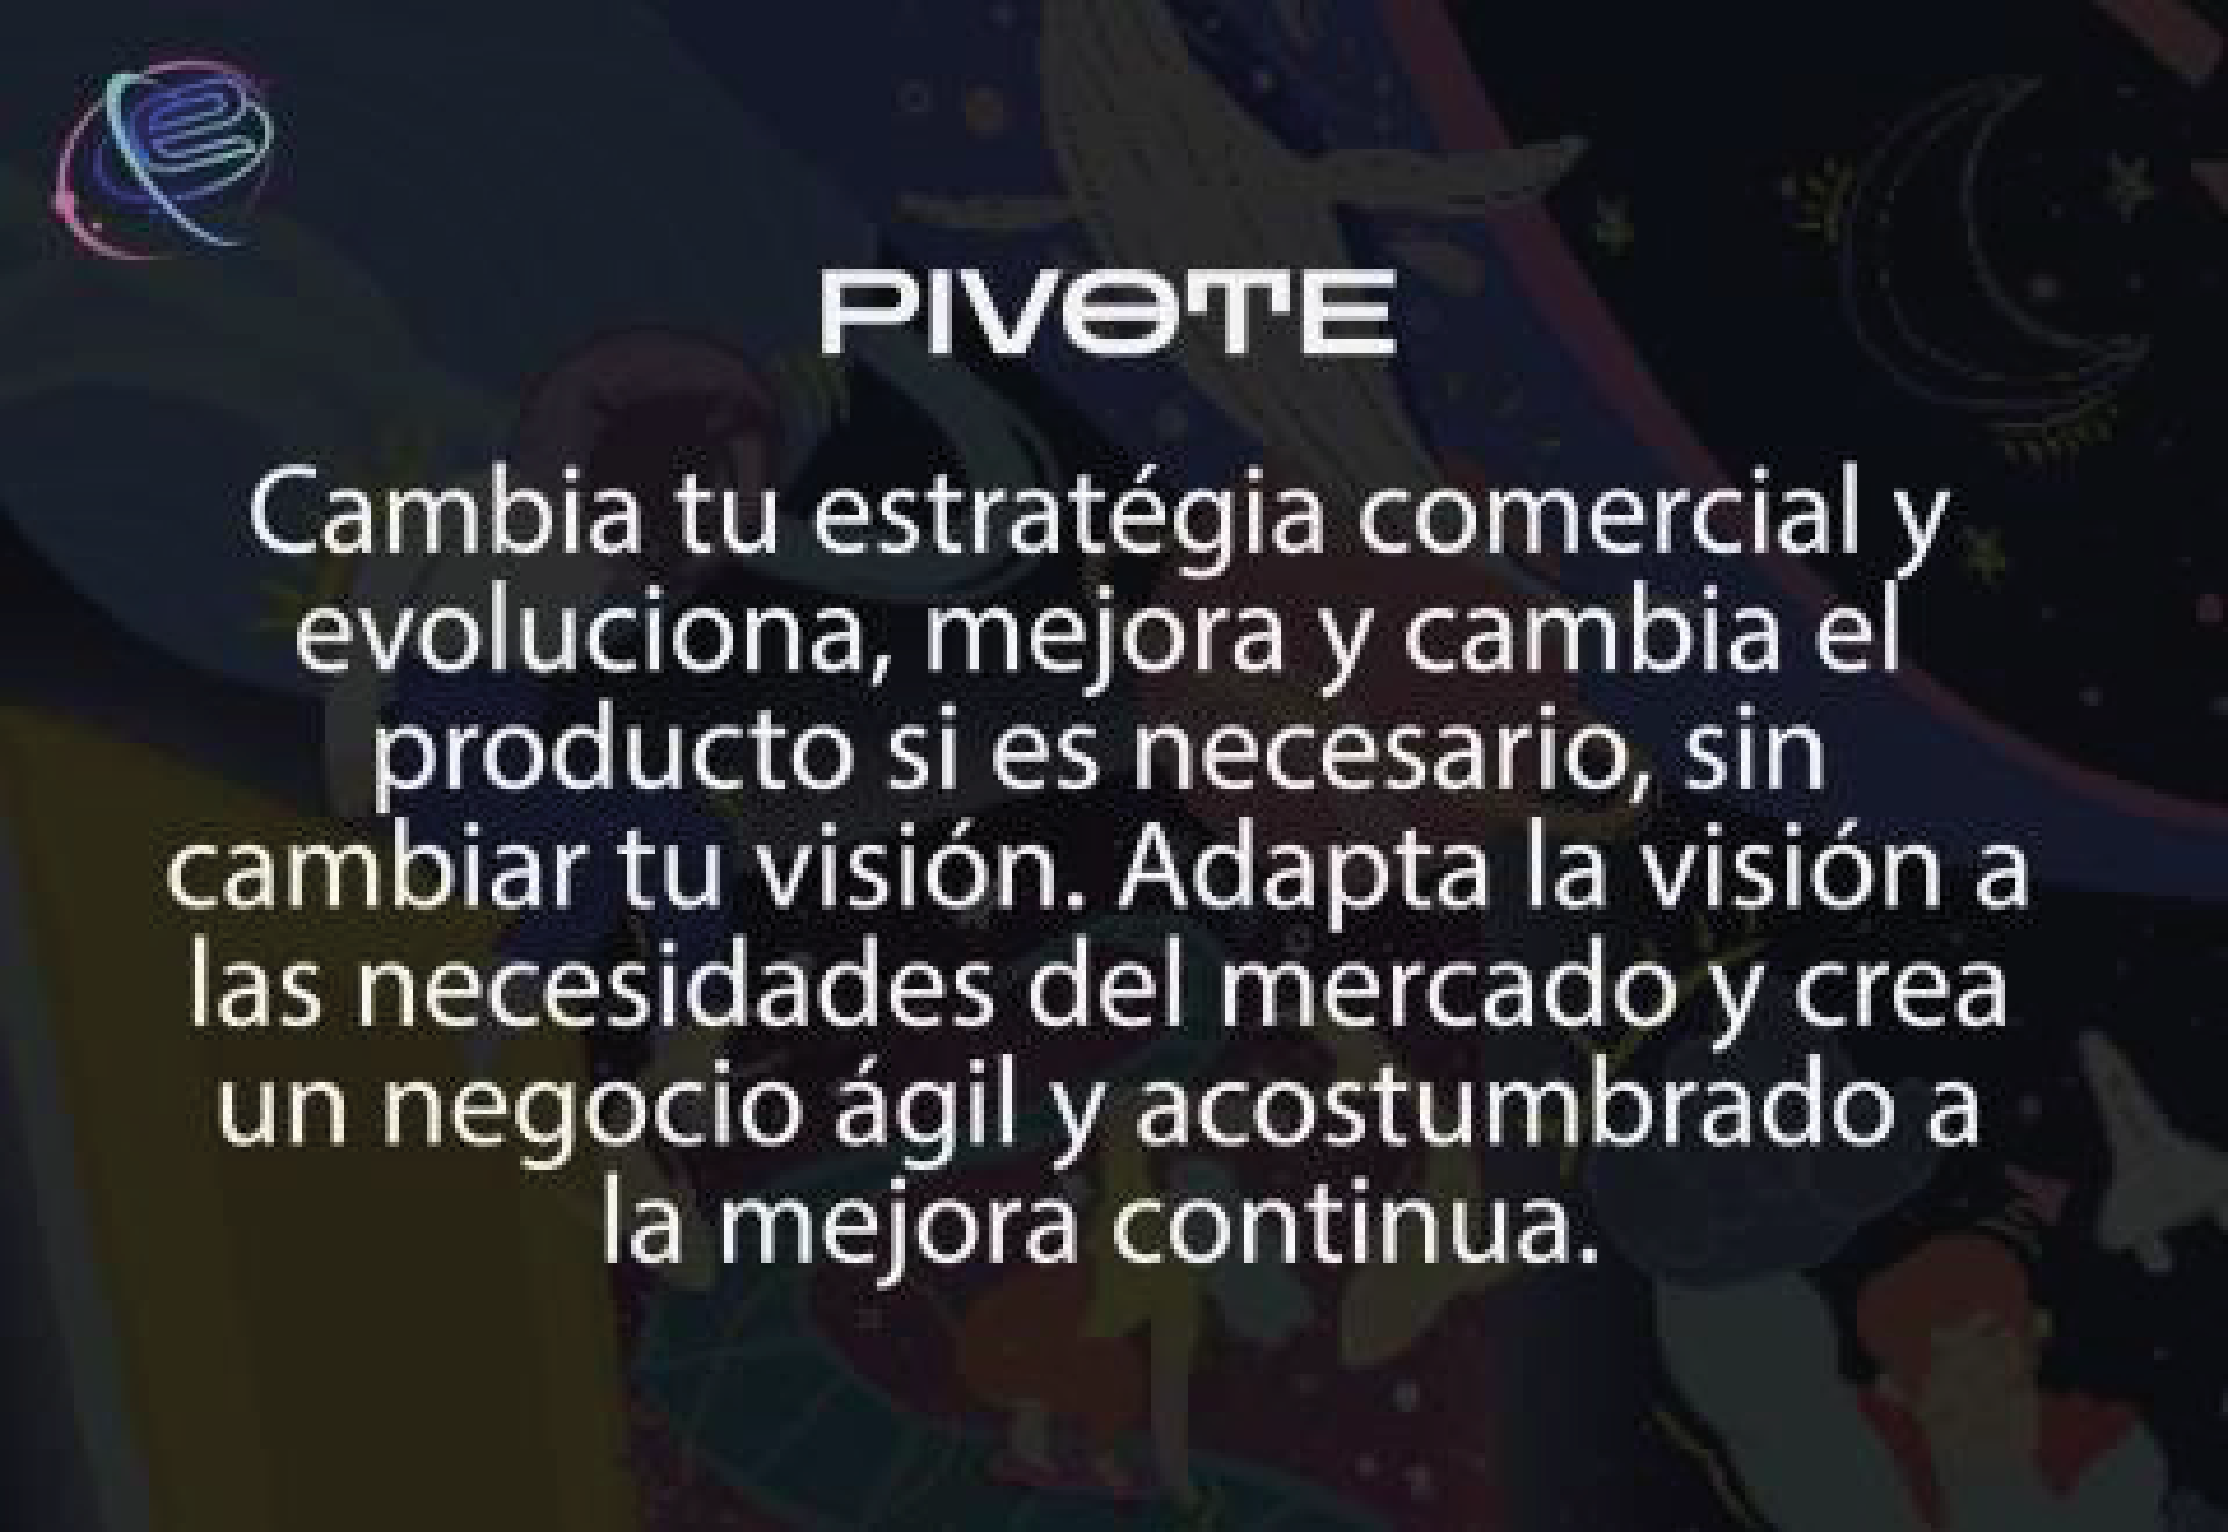 PIVOTE
Cambia tu estratégia comercial y
evoluciona, mejora y cambia el
producto si es necesario, sin
cambiar tu visión. Adapta la visión a
las necesidades del mercado y crea
un negocio ágil y acostumbrado a
la mejora continua.